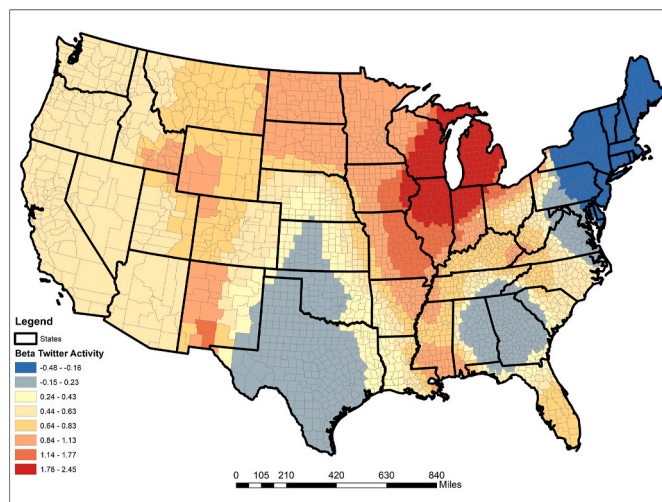 Legend
States
Beta Twitter Activity
-0.48 - -0.16
-0.15 - 0.23
0.24 - 0.43
0.44 - 0.63
0.64 - 0.83
0.84 - 1.13
1.14 - 1.77
1.78 - 2.45
0 105 210 420 630 840
Miles